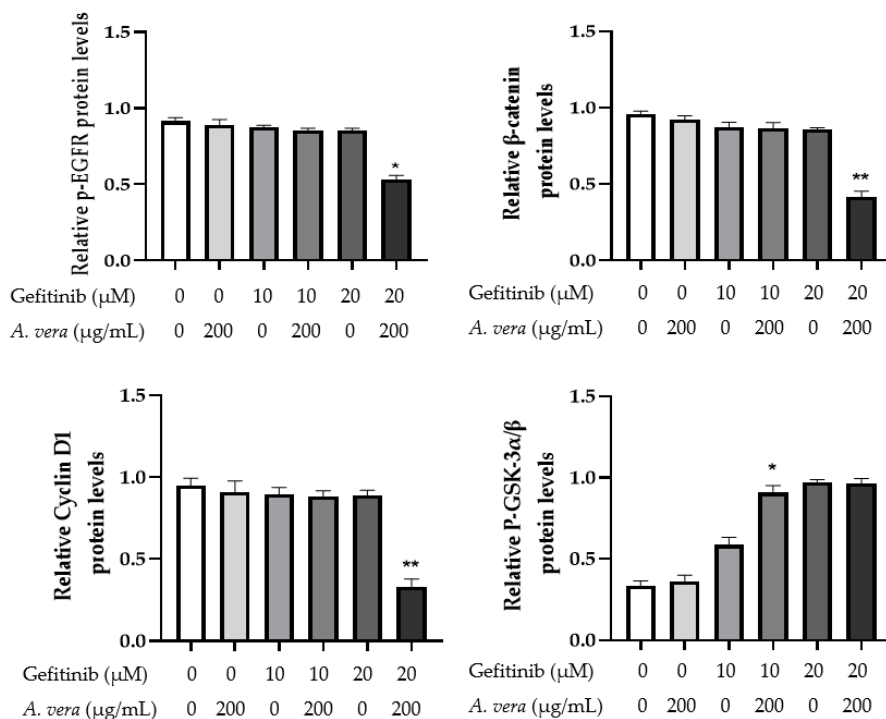 Relative p-EGFR protein levels
1.5
1.0
0.5
0.0
*
Gefitinib (µM) 0 0 10 10 20 20
A. vera (µg/mL) 0 200 0 200 0 200
Relative β-catenin
protein levels
1.5
1.0
0.5
0.0
**
Gefitinib (µM) 0 0 10 10 20 20
A. vera (µg/mL) 0 200 0 200 0 200
Relative Cyclin D1
protein levels
1.5
1.0
0.5
0.0
**
Gefitinib (µM) 0 0 10 10 20 20
A. vera (µg/mL) 0 200 0 200 0 200
Relative P-GSK-3α/β
protein levels
1.5
1.0
0.5
0.0
*
Gefitinib (µM) 0 0 10 10 20 20
A. vera (µg/mL) 0 200 0 200 0 200